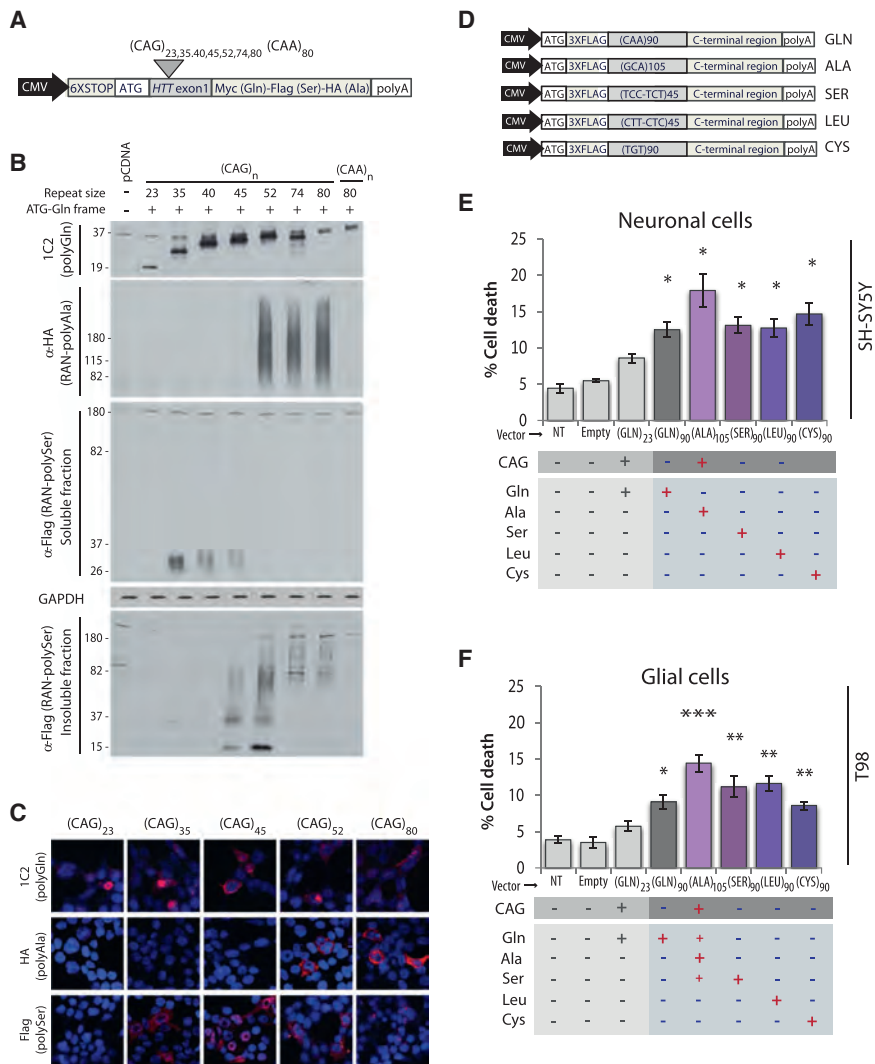 A
(CAG)23,35,40,45,52,74,80 (CAA)80
CMV 6XSTOP ATG HTT exon1 Myc (Gln)-Flag (Ser)-HA (Ala) polyA
B
pCDNA (CAG)n (CAA)n
Repeat size - 23 35 40 45 52 74 80 80
ATG-Gln frame - + + + + + + + +
1C2 (polyGln)
37 -
19 -
α-HA (RAN-polyAla)
180 -
115 -
82 -
α-Flag (RAN-polySer) Soluble fraction
180 -
82 -
37 -
26 -
GAPDH
α-Flag (RAN-polySer) Insoluble fraction
180 -
82 -
37 -
15 -
C
(CAG)23 (CAG)35 (CAG)45 (CAG)52 (CAG)80
1C2 (polyGln)
HA (polyAla)
Flag (polySer)
D
CMV ATG 3XFLAG (CAA)90 C-terminal region polyA GLN
CMV ATG 3XFLAG (GCA)105 C-terminal region polyA ALA
CMV ATG 3XFLAG (TCC-TCT)45 C-terminal region polyA SER
CMV ATG 3XFLAG (CTT-CTC)45 C-terminal region polyA LEU
CMV ATG 3XFLAG (TGT)90 C-terminal region polyA CYS
E
Neuronal cells
SH-SY5Y
% Cell death
25
20
15
10
5
0
* * * * *
Vector → NT Empty (GLN)23 (GLN)90 (ALA)105 (SER)90 (LEU)90 (CYS)90
CAG - - + - + - -
Gln - - + + - - - -
Ala - - - - + - - -
Ser - - - - - + - -
Leu - - - - - - + -
Cys - - - - - - - +
F
Glial cells
T98
% Cell death
25
20
15
10
5
0
* *** ** ** **
Vector → NT Empty (GLN)23 (GLN)90 (ALA)105 (SER)90 (LEU)90 (CYS)90
CAG - - + - + - - -
Gln - - + + + - - -
Ala - - - - + - - -
Ser - - - - + + - -
Leu - - - - - - + -
Cys - - - - - - - +